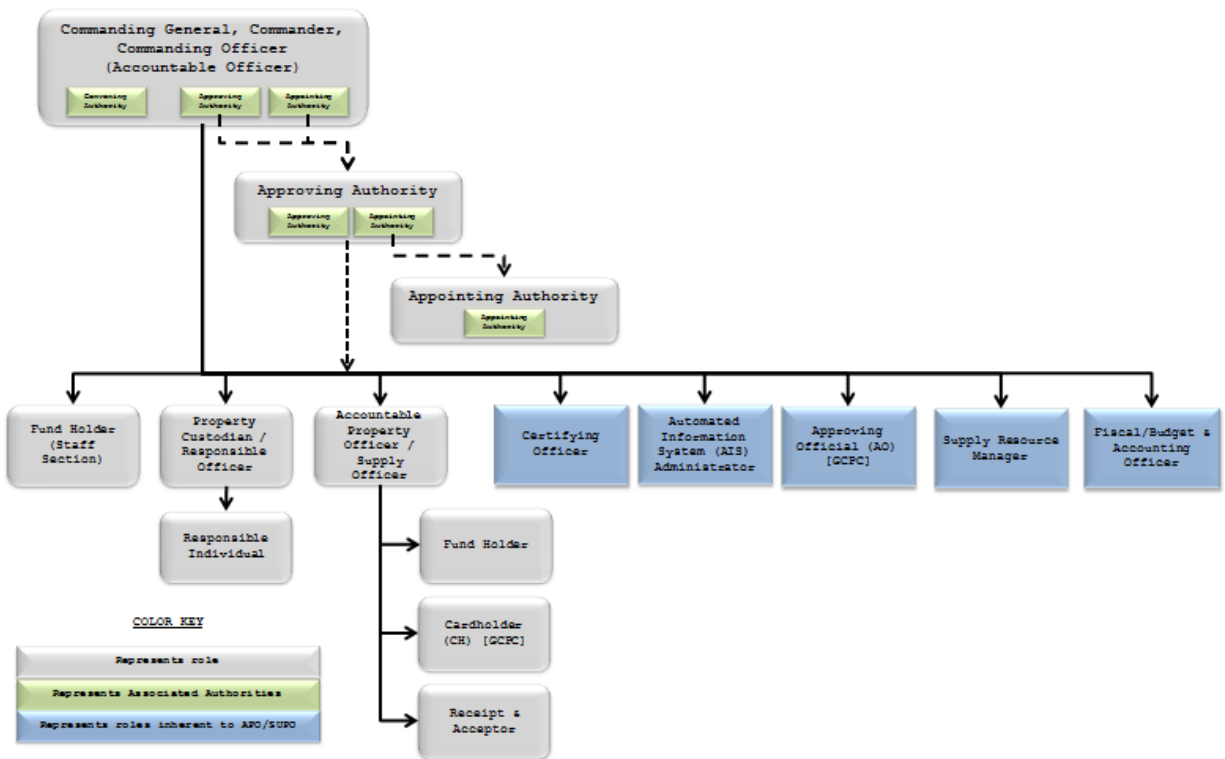 Commanding General, Commander,
Commanding Officer
(Accountable Officer)
Convening
Authority
Approving
Authority
Appointing
Authority
Approving Authority
Approving
Authority
Appointing
Authority
Appointing Authority
Appointing
Authority
Fund Holder
(Staff
Section)
Property
Custodian /
Responsible
Officer
Accountable
Property
Officer /
Supply
Officer
Certifying
Officer
Automated
Information
System (AIS)
Administrator
Approving
Official (AO)
[GCPC]
Supply Resource
Manager
Fiscal/Budget &
Accounting
Officer
Responsible
Individual
Fund Holder
Cardholder
(CH) [GCPC]
Receipt &
Acceptor
COLOR KEY
Represents role
Represents Associated Authorities
Represents roles inherent to APO/SUPO